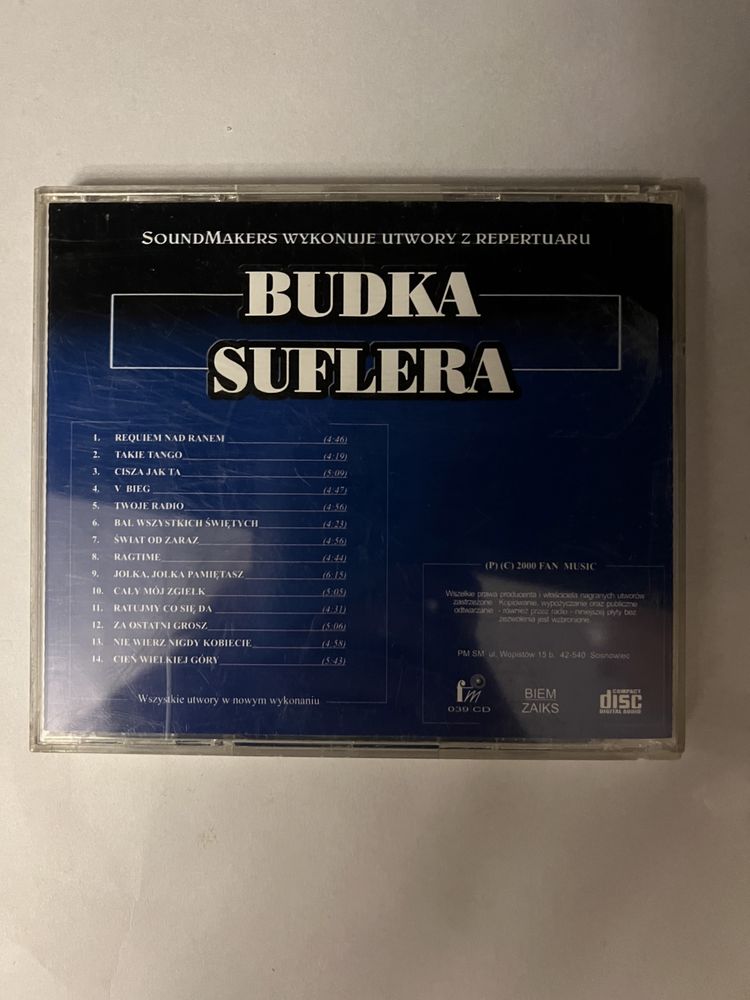 SOUNDMAKERS WYKONUJE UTWORY Z REPERTUARU
BUDKA
SUFLERA
1. REQUIEM NAD RANEM (4:46)
2. TAKIE TANGO (4:19)
3. CISZA JAK TA (5:09)
4. V BIEG (4:47)
5. TWOJE RADIO (4:56)
6. BAL WSZYSTKICH ŚWIĘTYCH (4:23)
7. ŚWIAT OD ZARAZ (4:56)
8. RAGTIME (4:44)
9. JOLKA, JOLKA PAMIĘTASZ (6:15)
10. CAŁY MÓJ ZGIEŁK (5:05)
11. RATUJMY CO SIĘ DA (4:31)
12. ZA OSTATNI GROSZ (5:06)
13. NIE WIERZ NIGDY KOBIECIE (4:58)
14. CIEŃ WIELKIEJ GÓRY (5:43)
Wszystkie utwory w nowym wykonaniu
(P) (C) 2000 FAN MUSIC
Wszelkie prawa producenta i właściciela nagranych utworów
zastrzeżone. Kopiowanie, wypożyczanie oraz publiczne
odtwarzanie - również przez radio - niniejszej płyty bez
zezwolenia jest wzbronione.
PM SM ul. Wopistów 15 b. 42-540 Sosnowiec
fm
039 CD
BIEM
ZAIKS
COMPACT
disc
DIGITAL AUDIO